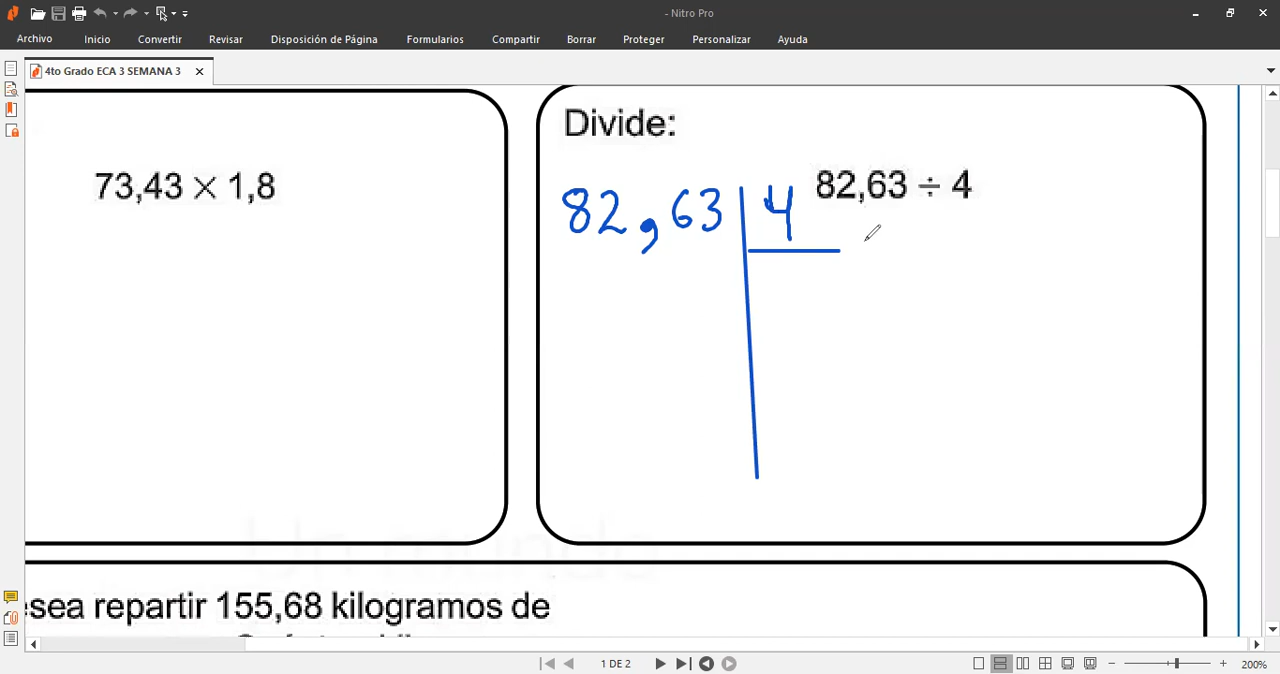 - Nitro Pro
Archivo Inicio Convertir Revisar Disposición de Página Formularios Compartir Borrar Proteger Personalizar Ayuda
4to Grado ECA 3 SEMANA 3
73,43 × 1,8
Divide:
82,63 ÷ 4
82,63 4
sea repartir 155,68 kilogramos de
1 DE 2
200%